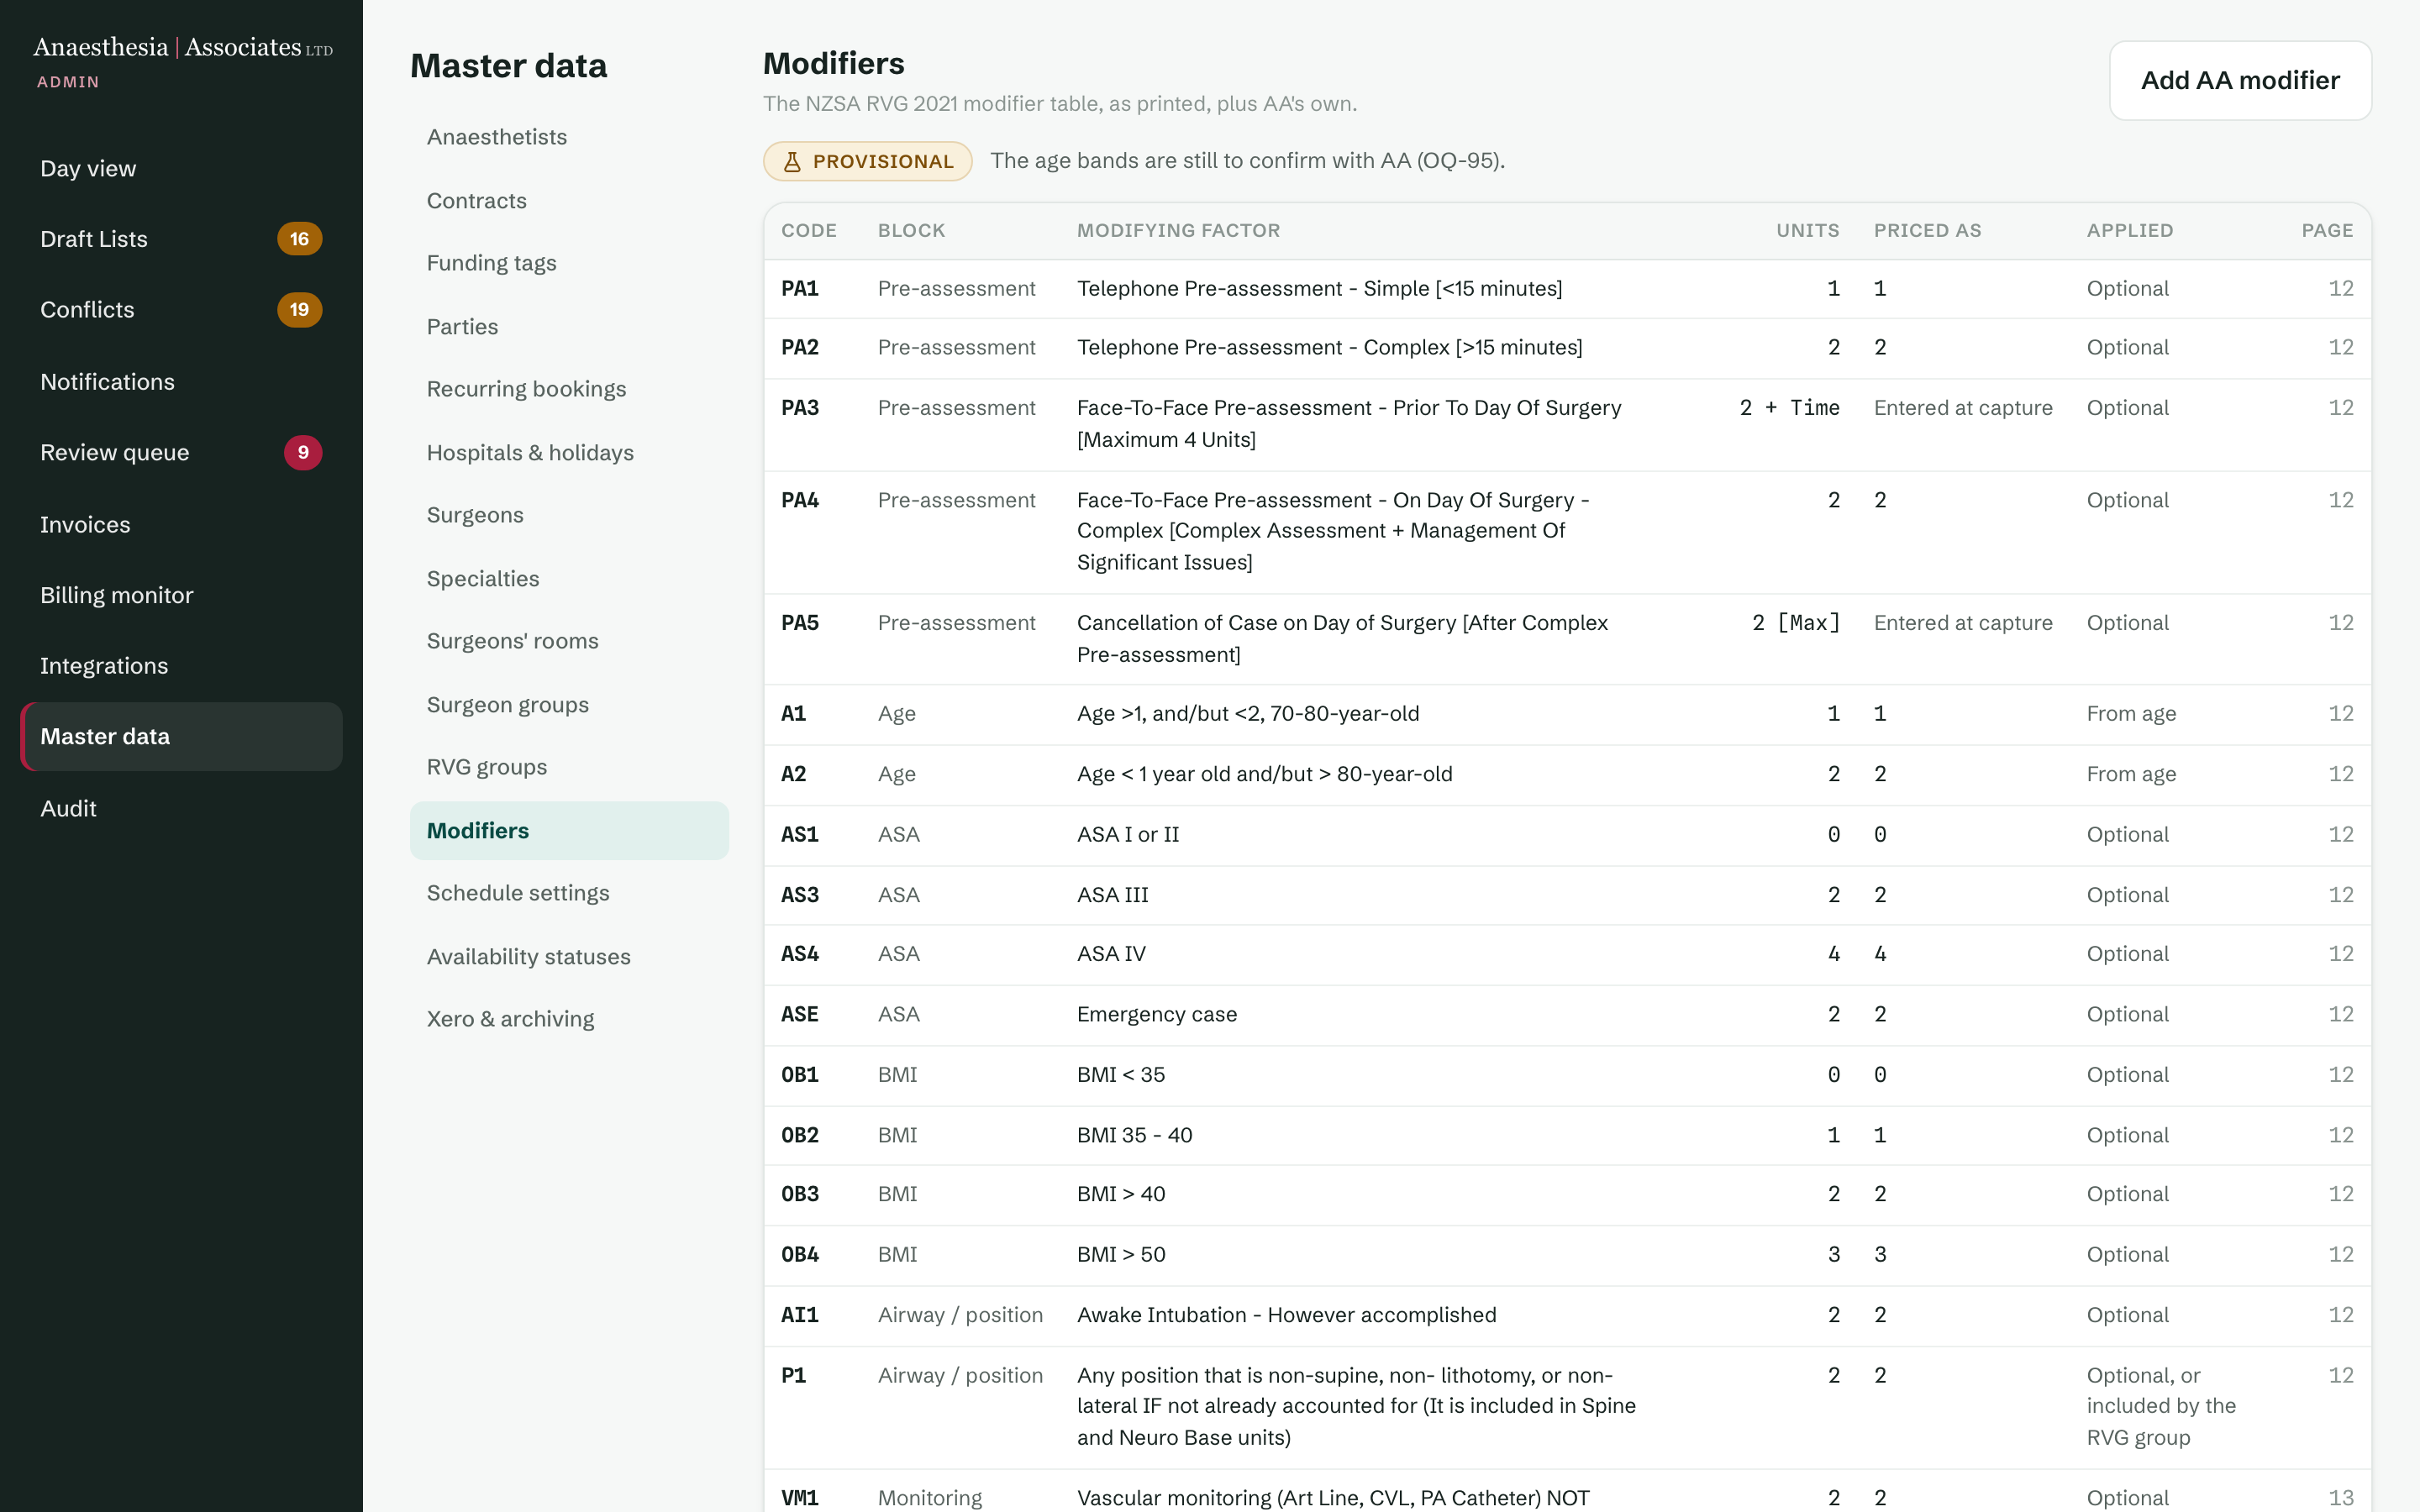 Anaesthesia | Associates LTD
ADMIN
Day view
Draft Lists 16
Conflicts 19
Notifications
Review queue 9
Invoices
Billing monitor
Integrations
Master data
Audit
Master data
Anaesthetists
Contracts
Funding tags
Parties
Recurring bookings
Hospitals & holidays
Surgeons
Specialties
Surgeons' rooms
Surgeon groups
RVG groups
Modifiers
Schedule settings
Availability statuses
Xero & archiving
Modifiers
The NZSA RVG 2021 modifier table, as printed, plus AA's own.
Add AA modifier
PROVISIONAL The age bands are still to confirm with AA (OQ-95).
CODE BLOCK MODIFYING FACTOR UNITS PRICED AS APPLIED PAGE
PA1 Pre-assessment Telephone Pre-assessment - Simple [<15 minutes] 1 1 Optional 12
PA2 Pre-assessment Telephone Pre-assessment - Complex [>15 minutes] 2 2 Optional 12
PA3 Pre-assessment Face-To-Face Pre-assessment - Prior To Day Of Surgery 2 + Time Entered at capture Optional 12
[Maximum 4 Units]
PA4 Pre-assessment Face-To-Face Pre-assessment - On Day Of Surgery - 2 2 Optional 12
Complex [Complex Assessment + Management Of
Significant Issues]
PA5 Pre-assessment Cancellation of Case on Day of Surgery [After Complex 2 [Max] Entered at capture Optional 12
Pre-assessment]
A1 Age Age >1, and/but <2, 70-80-year-old 1 1 From age 12
A2 Age Age < 1 year old and/but > 80-year-old 2 2 From age 12
AS1 ASA ASA I or II 0 0 Optional 12
AS3 ASA ASA III 2 2 Optional 12
AS4 ASA ASA IV 4 4 Optional 12
ASE ASA Emergency case 2 2 Optional 12
OB1 BMI BMI < 35 0 0 Optional 12
OB2 BMI BMI 35 - 40 1 1 Optional 12
OB3 BMI BMI > 40 2 2 Optional 12
OB4 BMI BMI > 50 3 3 Optional 12
AI1 Airway / position Awake Intubation - However accomplished 2 2 Optional 12
P1 Airway / position Any position that is non-supine, non- lithotomy, or non- 2 2 Optional, or 12
lateral IF not already accounted for (It is included in Spine included by the
and Neuro Base units) RVG group
VM1 Monitoring Vascular monitoring (Art Line, CVL, PA Catheter) NOT 2 2 Optional 13